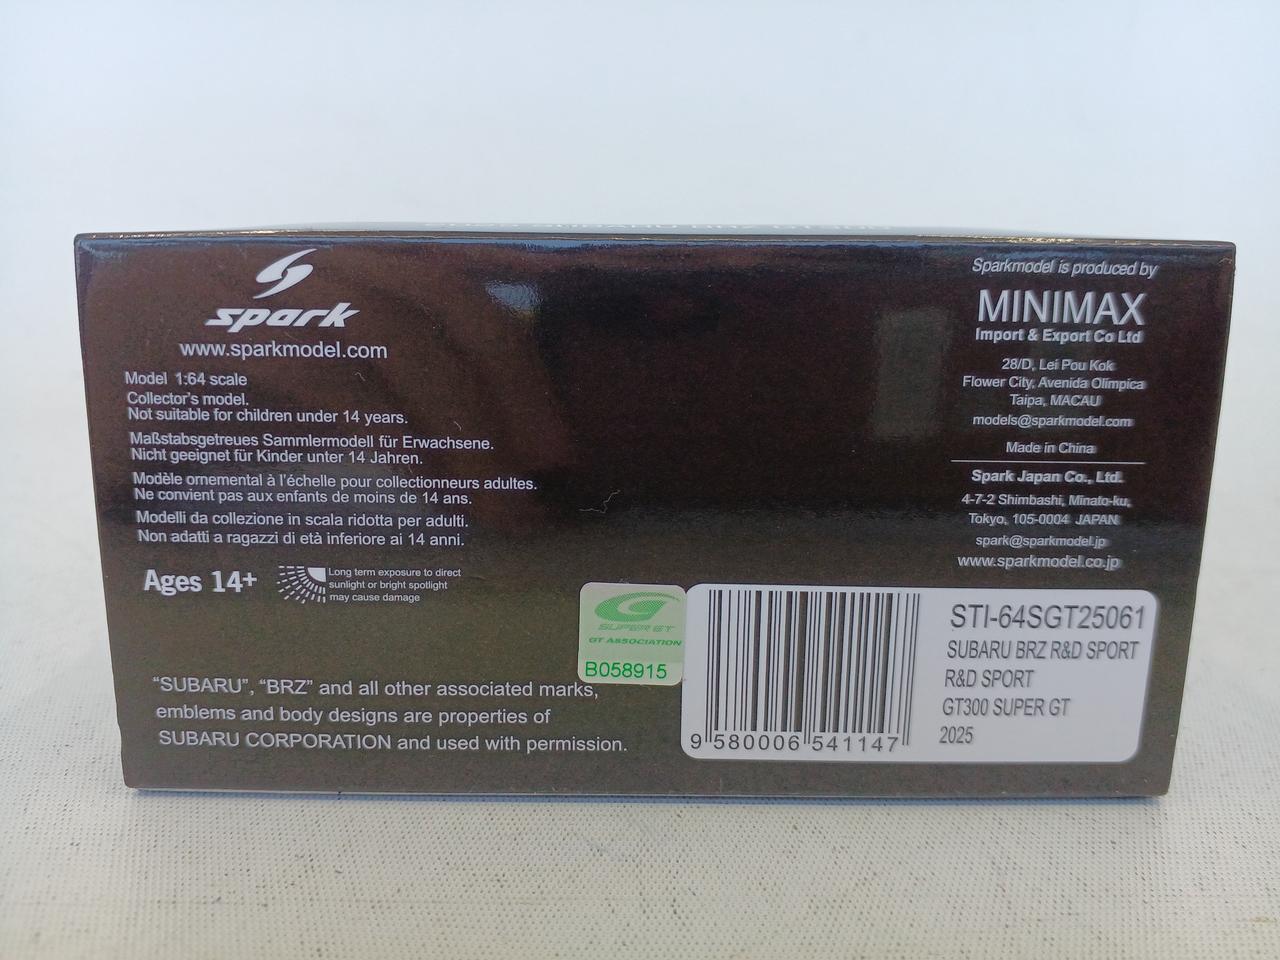 spark
www.sparkmodel.com
Model 1:64 scale
Collector's model.
Not suitable for children under 14 years.
Maßstabsgetreues Sammlermodell für Erwachsene.
Nicht geeignet für Kinder unter 14 Jahren.
Modèle ornemental à l'échelle pour collectionneurs adultes.
Ne convient pas aux enfants de moins de 14 ans.
Modelli da collezione in scala ridotta per adulti.
Non adatti a ragazzi di età inferiore ai 14 anni.
Ages 14+
Long term exposure to direct
sunlight or bright spotlight
may cause damage
"SUBARU", "BRZ" and all other associated marks,
emblems and body designs are properties of
SUBARU CORPORATION and used with permission.
Sparkmodel is produced by
MINIMAX
Import & Export Co Ltd
28/D, Lei Pou Kok
Flower City, Avenida Olímpica
Taipa, MACAU
models@sparkmodel.com
Made in China
Spark Japan Co., Ltd.
4-7-2 Shimbashi, Minato-ku,
Tokyo, 105-0004 JAPAN
spark@sparkmodel.jp
www.sparkmodel.co.jp
SUPER GT
GT ASSOCIATION
B058915
9 580006 541147
STI-64SGT25061
SUBARU BRZ R&D SPORT
R&D SPORT
GT300 SUPER GT
2025